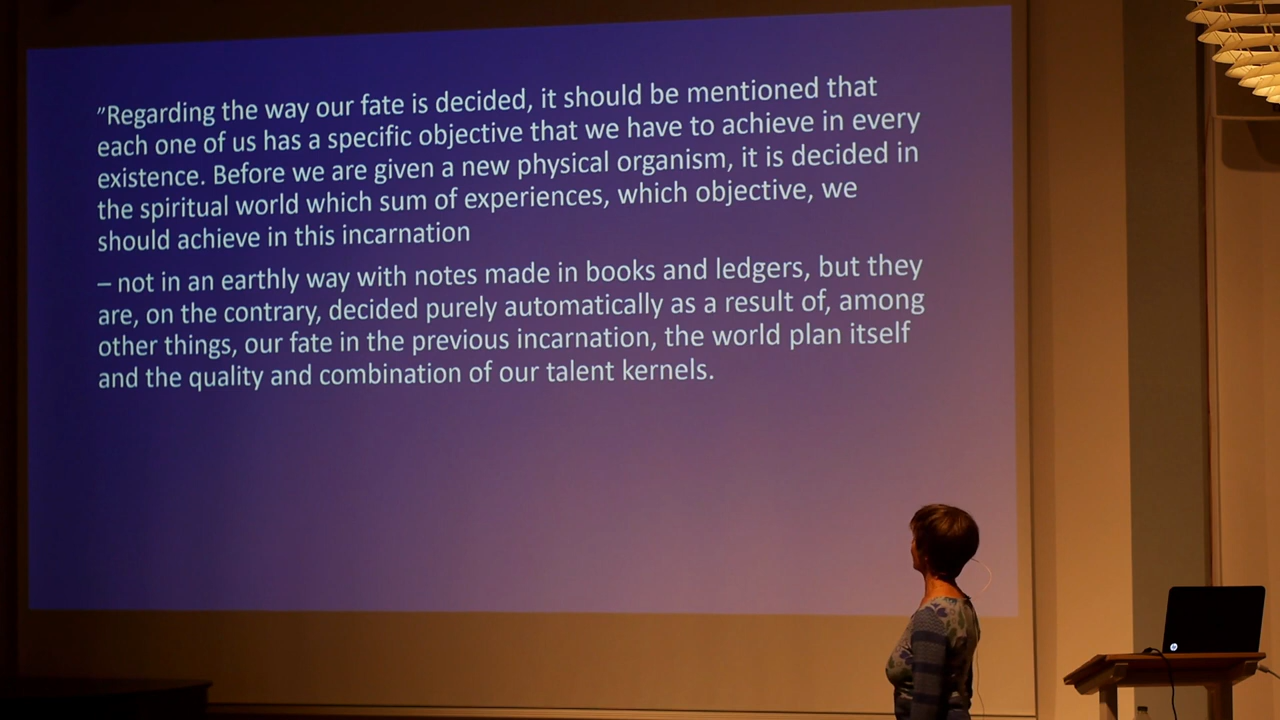 ”Regarding the way our fate is decided, it should be mentioned that
each one of us has a specific objective that we have to achieve in every
existence. Before we are given a new physical organism, it is decided in
the spiritual world which sum of experiences, which objective, we
should achieve in this incarnation
– not in an earthly way with notes made in books and ledgers, but they
are, on the contrary, decided purely automatically as a result of, among
other things, our fate in the previous incarnation, the world plan itself
and the quality and combination of our talent kernels.
hp